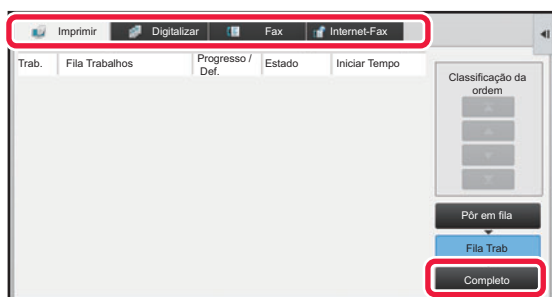 Imprimir Digitalizar Fax Internet-Fax
Trab. Fila Trabalhos Progresso / Def. Estado Iniciar Tempo
Classificação da
ordem
Pôr em fila
Fila Trab
Completo